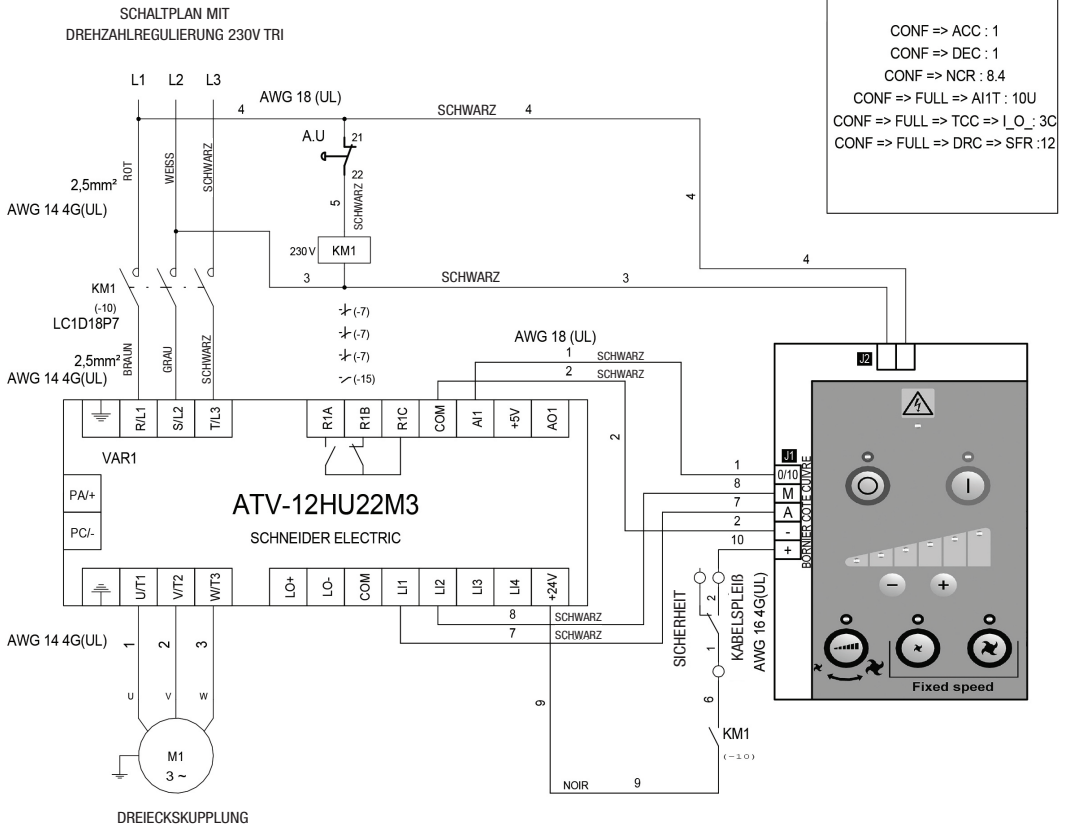 SCHALTPLAN MIT
DREHZAHLREGULIERUNG 230V TRI
CONF => ACC : 1
CONF => DEC : 1
CONF => NCR : 8.4
CONF => FULL => AI1T : 10U
CONF => FULL => TCC => I_O_: 3C
CONF => FULL => DRC => SFR :12
L1 L2 L3
AWG 18 (UL)
4 SCHWARZ 4
A.U 21
22
ROT WEISS SCHWARZ
2,5mm²
AWG 14 4G(UL)
5 SCHWARZ
4
230 V KM1
3 SCHWARZ 3
4
KM1
(-10)
LC1D18P7
(-7)
(-7)
(-7)
(-15)
BRAUN GRAU SCHWARZ
2,5mm²
AWG 14 4G(UL)
AWG 18 (UL)
1 SCHWARZ
2 SCHWARZ
2
R/L1 S/L2 T/L3 R1A R1B R1C COM AI1 +5V AO1
VAR1
PA/+
PC/-
ATV-12HU22M3
SCHNEIDER ELECTRIC
U/T1 V/T2 W/T3 LO+ LO- COM LI1 LI2 LI3 LI4 +24V
J2
J1
1 0/10
8 M
7 A
2 -
10 +
BORNIER COTE CUIVRE
8 SCHWARZ
7 SCHWARZ
AWG 14 4G(UL)
1 2 3
U V W
M1
3 ~
DREIECKSKUPPLUNG
9
SICHERHEIT
2
1
KABELSPLEIß
AWG 16 4G(UL)
6
KM1
(-10)
NOIR 9
Fixed speed